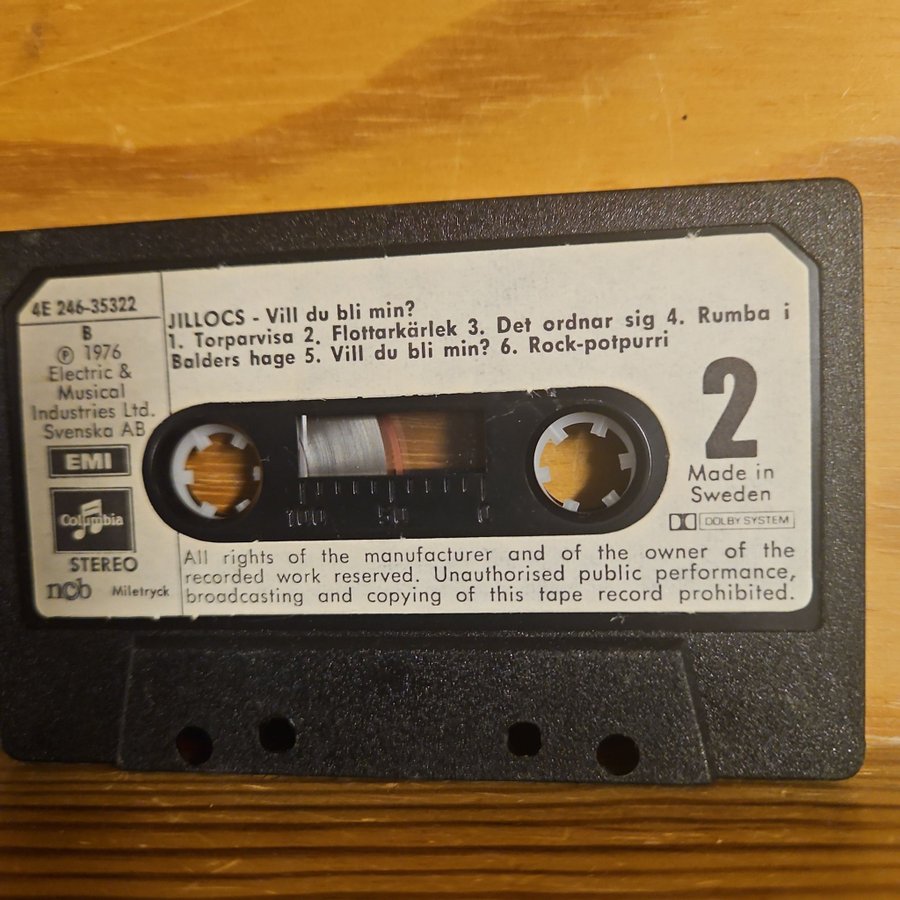 4E 246-35322
B
℗ 1976
Electric &
Musical
Industries Ltd.
Svenska AB
EMI
Columbia
STEREO
ncb Miletryck
JILLOCS - Vill du bli min?
1. Torparvisa 2. Flottarkärlek 3. Det ordnar sig 4. Rumba i
Balders hage 5. Vill du bli min? 6. Rock-potpurri
2
Made in
Sweden
DOLBY SYSTEM
100 50 0
All rights of the manufacturer and of the owner of the
recorded work reserved. Unauthorised public performance,
broadcasting and copying of this tape record prohibited.